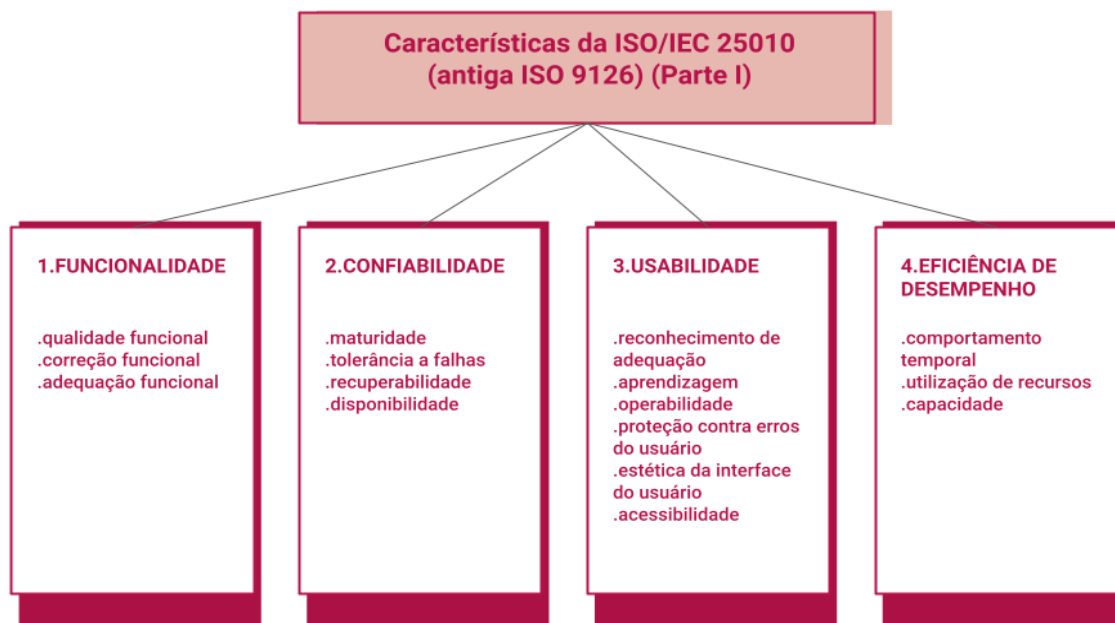 Características da ISO/IEC 25010
(antiga ISO 9126) (Parte I)
1.FUNCIONALIDADE
.qualidade funcional
.correção funcional
.adequação funcional
2.CONFIABILIDADE
.maturidade
.tolerância a falhas
.recuperabilidade
.disponibilidade
3.USABILIDADE
.reconhecimento de
adequação
.aprendizagem
.operabilidade
.proteção contra erros
do usuário
.estética da interface
do usuário
.acessibilidade
4.EFICIÊNCIA DE
DESEMPENHO
.comportamento
temporal
.utilização de recursos
.capacidade